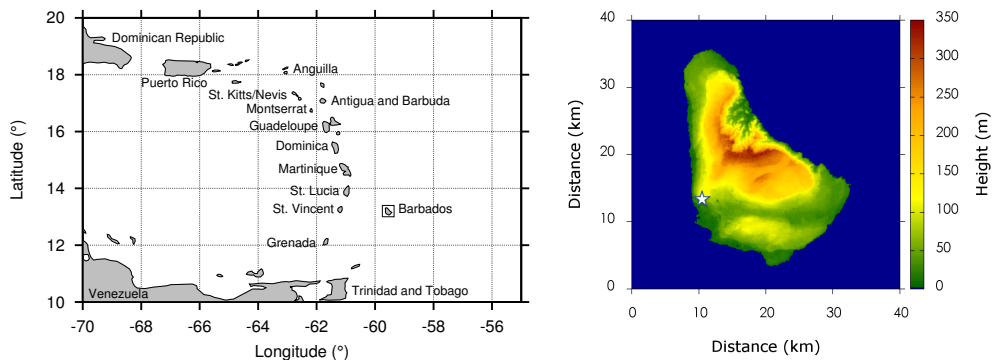 20
18
16
14
12
10
Latitude (°)
Dominican Republic
Puerto Rico
Anguilla
St. Kitts/Nevis
Antigua and Barbuda
Montserrat
Guadeloupe
Dominica
Martinique
St. Lucia
St. Vincent
Barbados
Grenada
Venezuela
Trinidad and Tobago
-70 -68 -66 -64 -62 -60 -58 -56
Longitude (°)
40
30
20
10
0
Distance (km)
0 10 20 30 40
Distance (km)
350
300
250
200
150
100
50
0
Height (m)